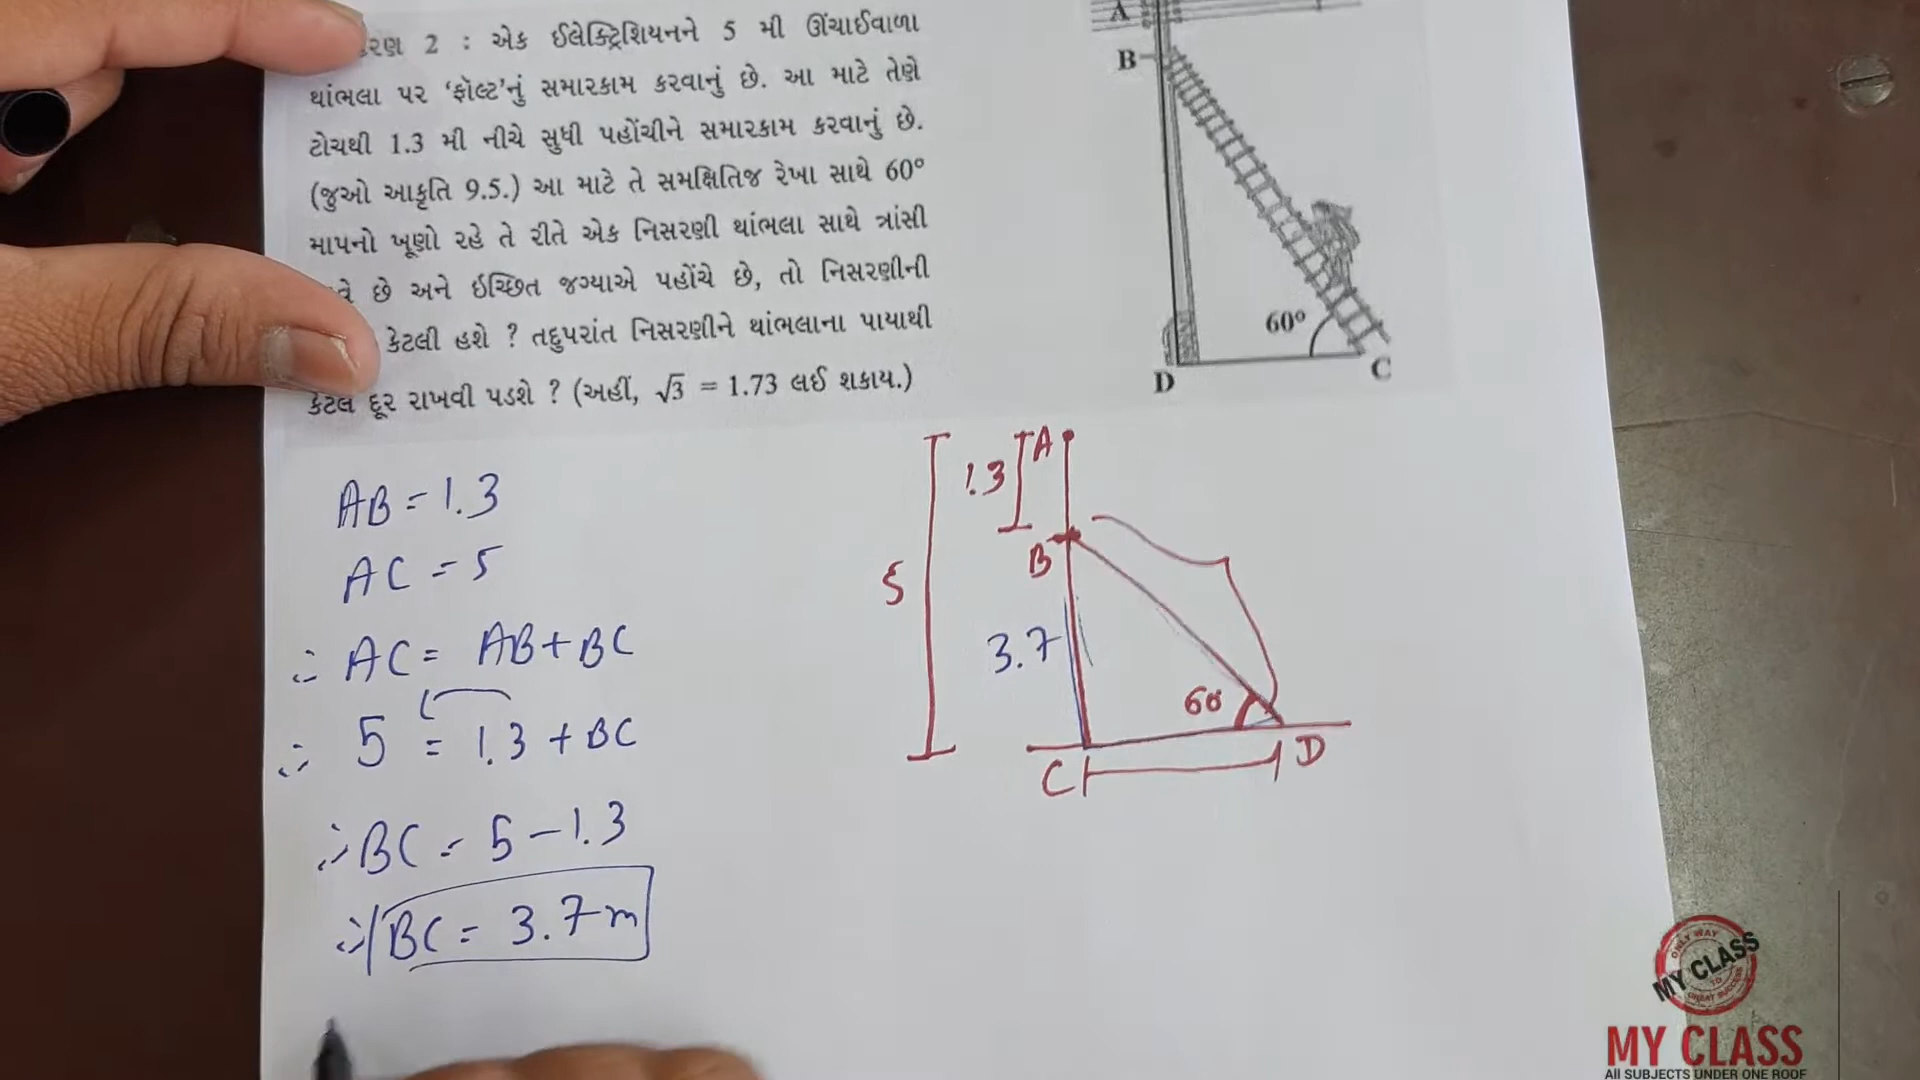 રણ 2 : એક ઈલેક્ટ્રિશિયનને 5 મી ઊંચાઈવાળા
થાંભલા પર ‘ફૉલ્ટ’નું સમારકામ કરવાનું છે. આ માટે તેણે
ટોચથી 1.3 મી નીચે સુધી પહોંચીને સમારકામ કરવાનું છે.
(જુઓ આકૃતિ 9.5.) આ માટે તે સમક્ષિતિજ રેખા સાથે 60°
માપનો ખૂણો રહે તે રીતે એક નિસરણી થાંભલા સાથે ત્રાંસી
છે અને ઇચ્છિત જગ્યાએ પહોંચે છે, તો નિસરણીની
કેટલી હશે ? તદુપરાંત નિસરણીને થાંભલાના પાયાથી
કેટલે દૂર રાખવી પડશે ? (અહીં, √3 = 1.73 લઈ શકાય.)
A
B
60°
D
C
AB = 1.3
AC = 5
∴ AC = AB + BC
∴ 5 = 1.3 + BC
∴ BC = 5 - 1.3
∴ BC = 3.7 m
A
1.3
B
5
3.7
60
C
D
ONLY WAY
MY CLASS
TO
GREAT SUCCESS
MY CLASS
All SUBJECTS UNDER ONE ROOF